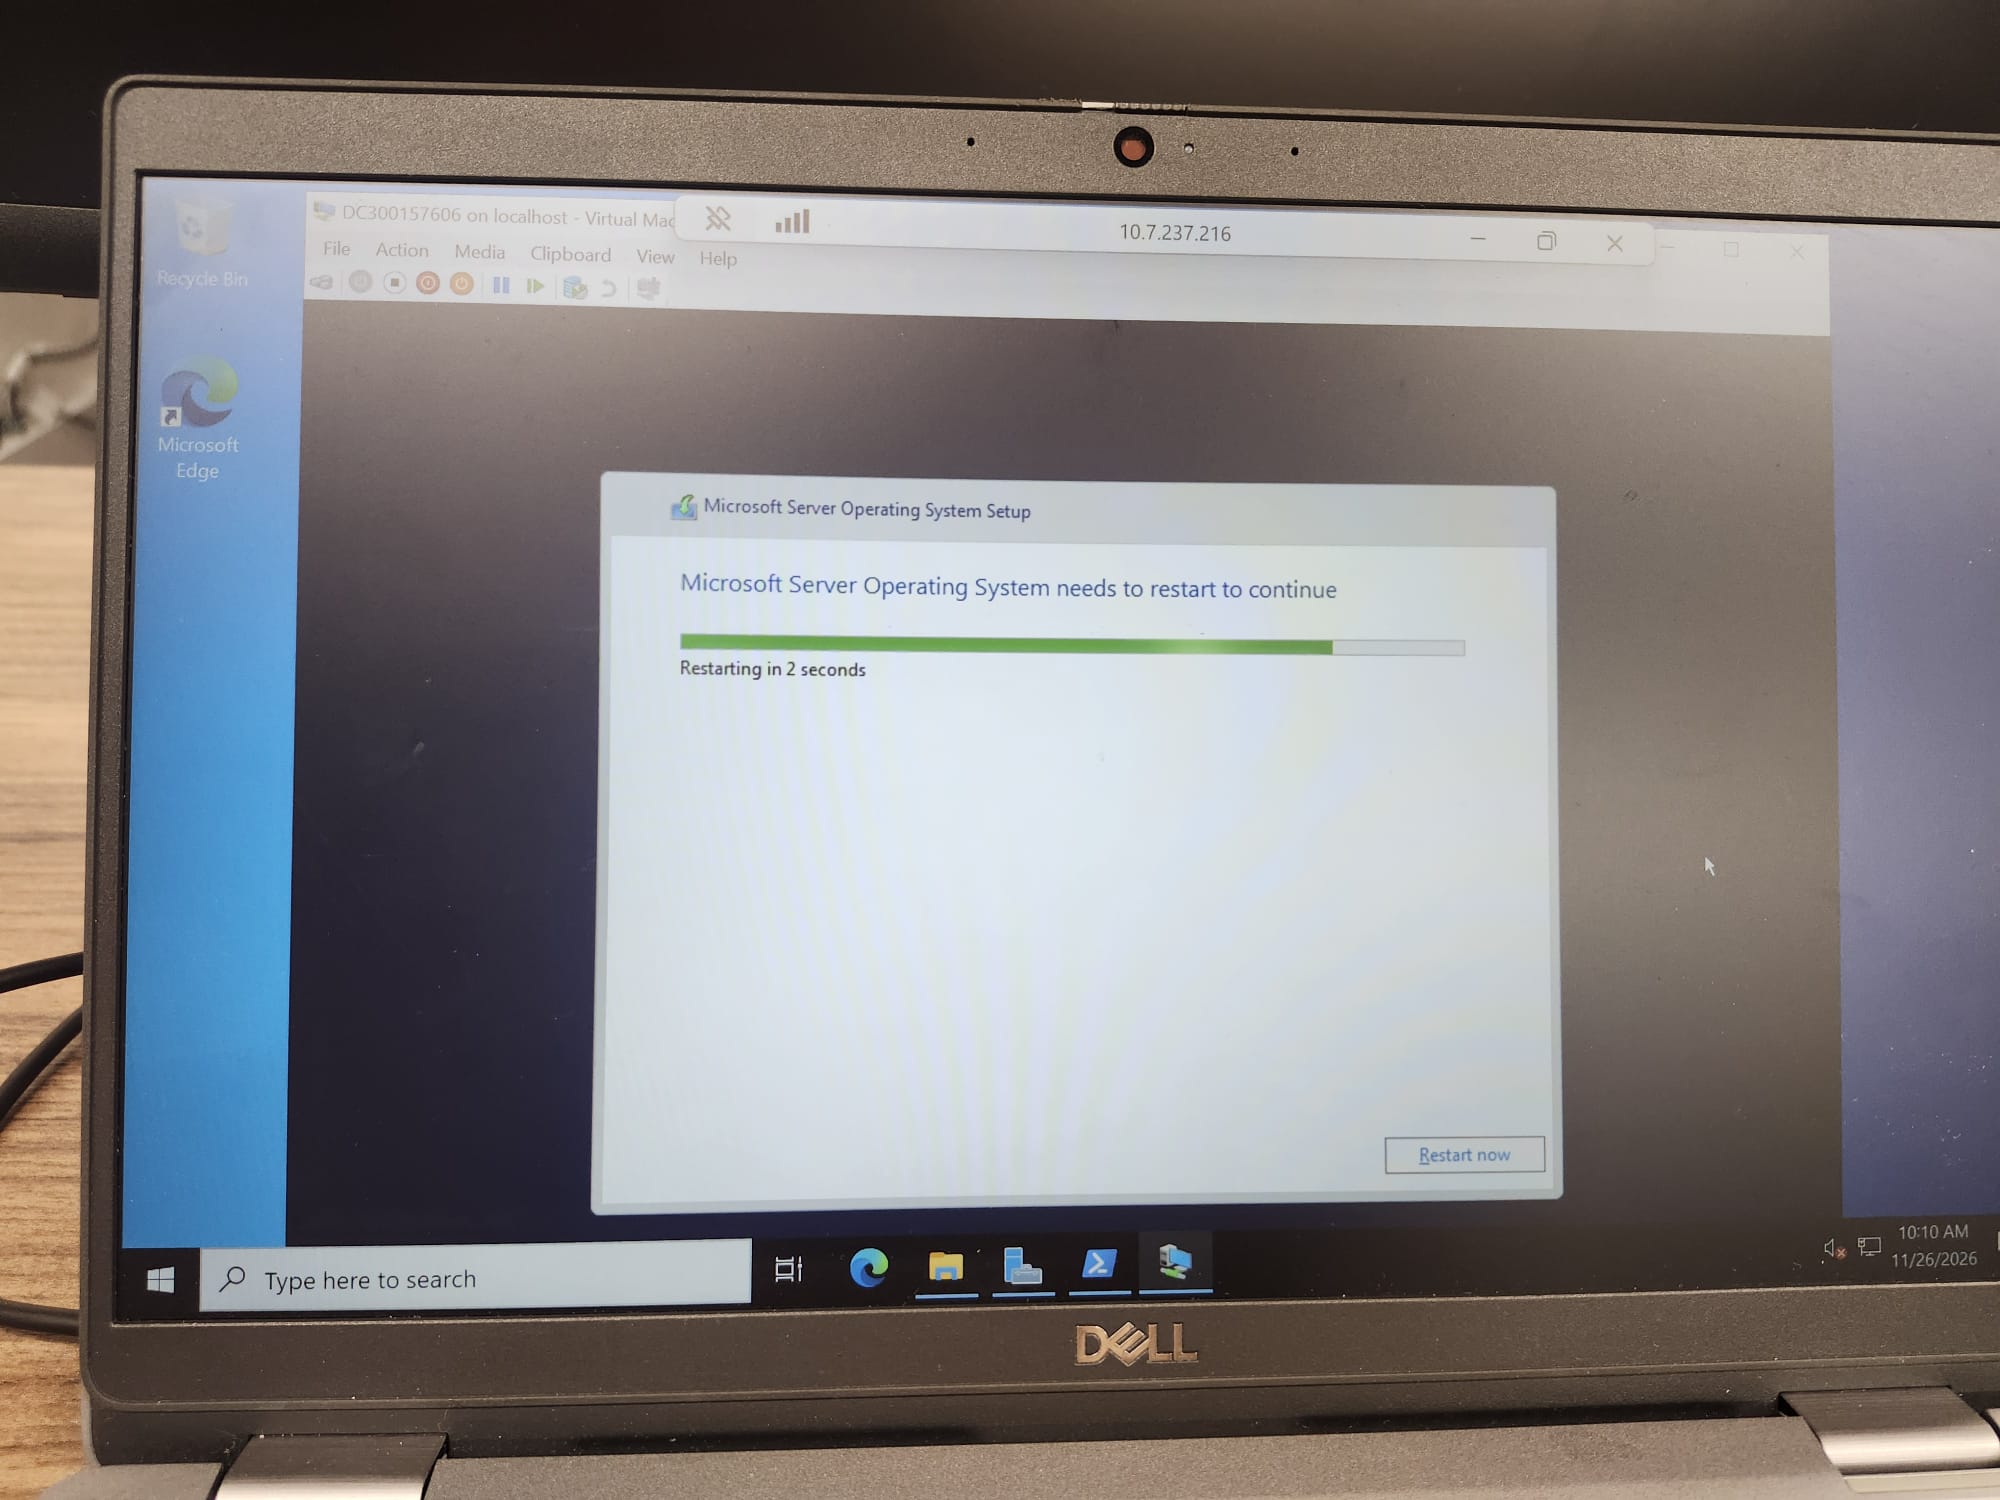 Recycle Bin
Microsoft
Edge
DC300157606 on localhost - Virtual Mac
10.7.237.216
File Action Media Clipboard View Help
Microsoft Server Operating System Setup
Microsoft Server Operating System needs to restart to continue
Restarting in 2 seconds
Restart now
Type here to search
10:10 AM
11/26/2026
DELL